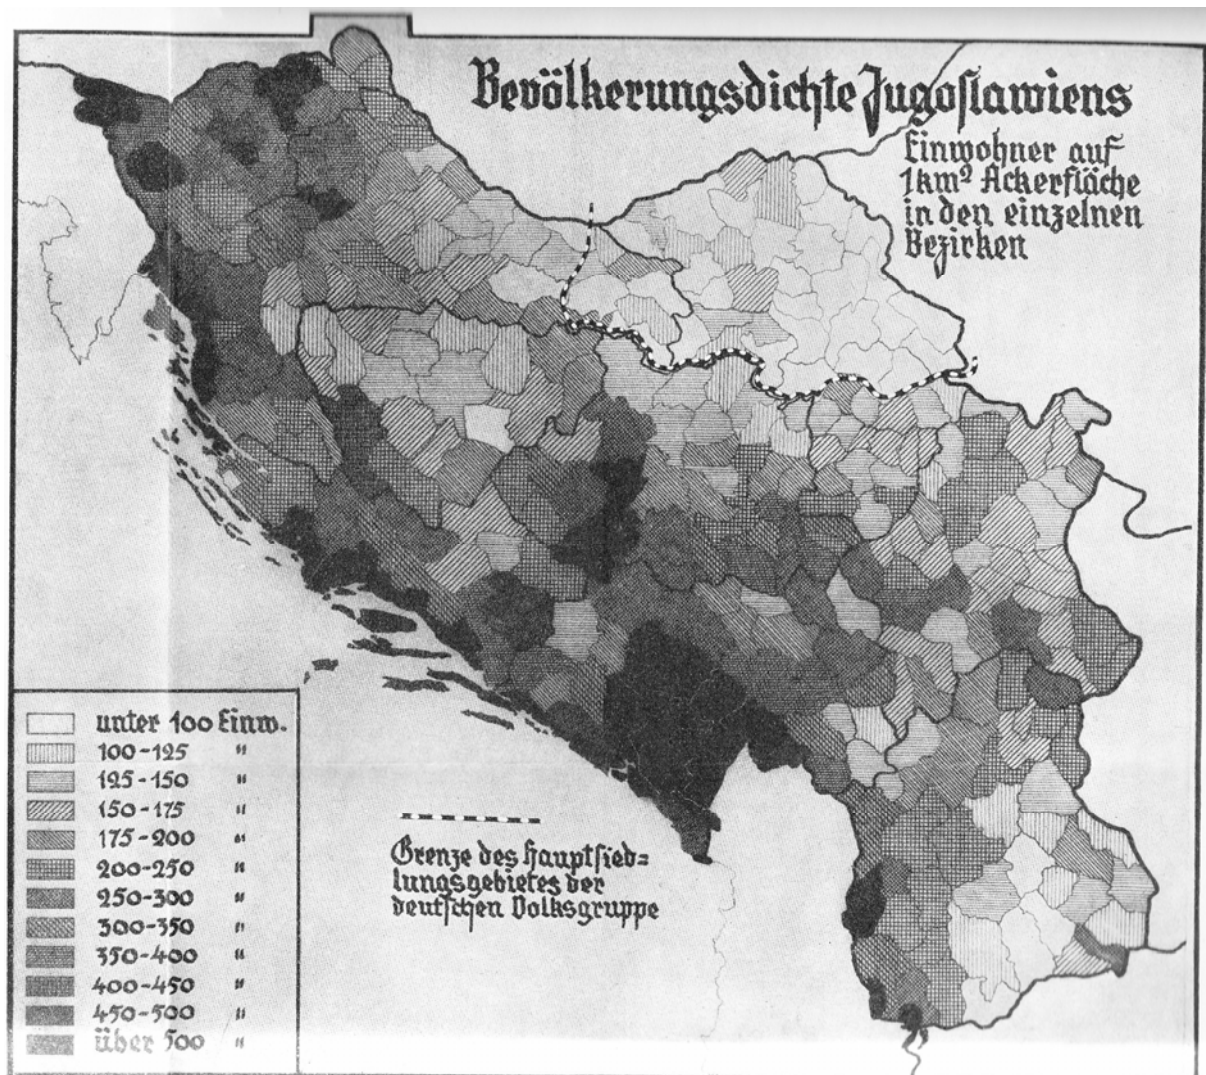 Bevölkerungsdichte Jugoslawiens
Einwohner auf
1km² Ackerfläche
in den einzelnen
Bezirken
unter 100 Einw.
100-125 "
125-150 "
150-175 "
175-200 "
200-250 "
250-300 "
300-350 "
350-400 "
400-450 "
450-500 "
über 500 "
Grenze des Hauptsied=
lungsgebietes der
deutschen Volksgruppe